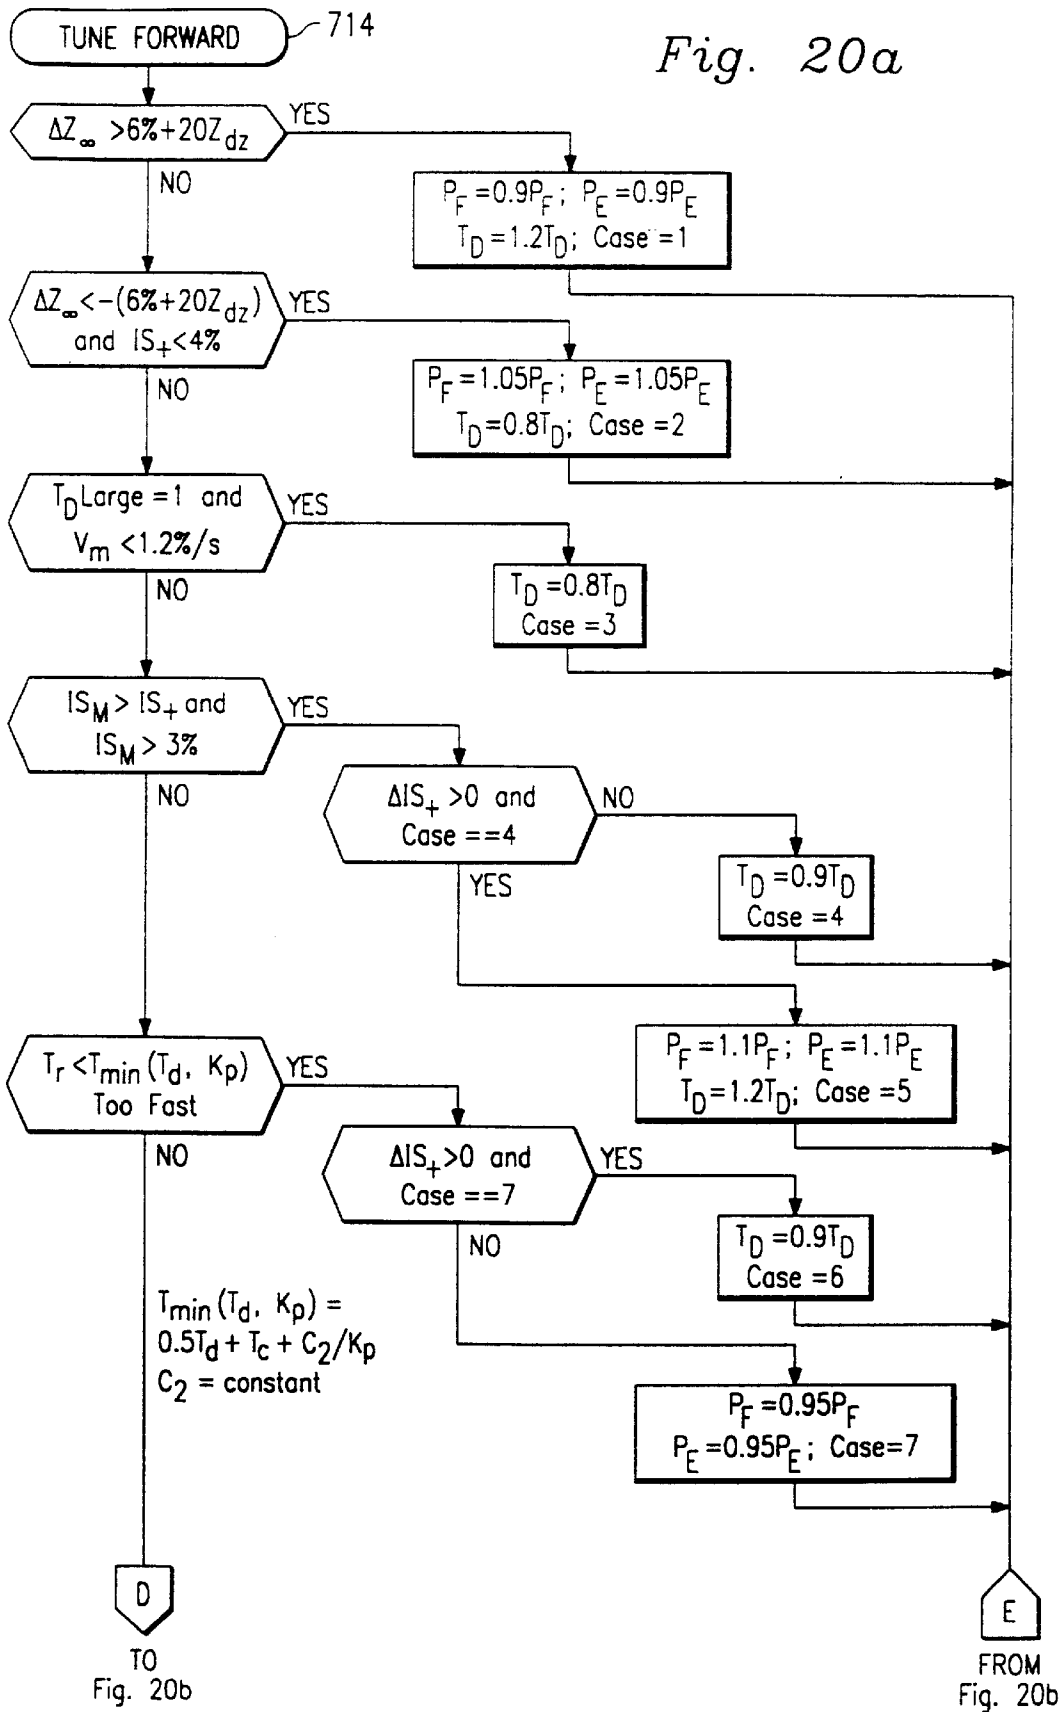 TUNE FORWARD
714
Fig. 20a
ΔZ∞ >6%+20Zdz
YES
NO
PF=0.9PF; PE=0.9PE
TD=1.2TD; Case=1
ΔZ∞<-(6%+20Zdz)
and IS+<4%
YES
NO
PF=1.05PF; PE=1.05PE
TD=0.8TD; Case=2
TDLarge=1 and
Vm<1.2%/s
YES
NO
TD=0.8TD
Case=3
ISM>IS+ and
ISM>3%
YES
NO
ΔIS+>0 and
Case==4
NO
YES
TD=0.9TD
Case=4
PF=1.1PF; PE=1.1PE
TD=1.2TD; Case=5
Tr<Tmin(Td, Kp)
Too Fast
YES
NO
ΔIS+>0 and
Case==7
YES
NO
TD=0.9TD
Case=6
Tmin(Td, Kp)=
0.5Td+Tc+C2/Kp
C2=constant
PF=0.95PF
PE=0.95PE; Case=7
D
TO
Fig. 20b
E
FROM
Fig. 20b